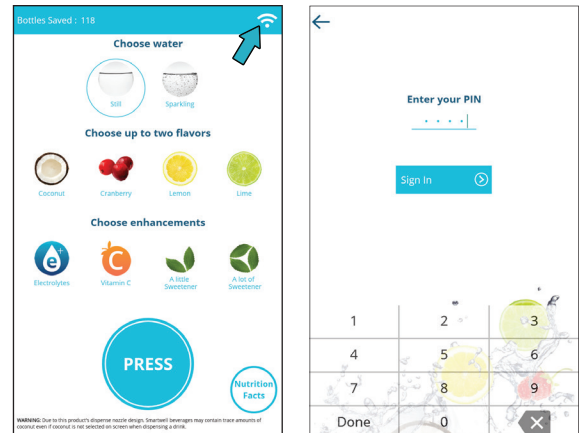 Bottles Saved : 118
Choose water
Still
Sparkling
Choose up to two flavors
Coconut
Cranberry
Lemon
Lime
Choose enhancements
e+
C
Electrolytes
Vitamin C
A little
Sweetener
A lot of
Sweetener
PRESS
Nutrition
Facts
WARNING: Due to this product's dispense nozzle design, Smartwell beverages may contain trace amounts of
coconut even if coconut is not selected on screen when dispensing a drink.
Enter your PIN
Sign In
1 2 3
4 5 6
7 8 9
Done 0